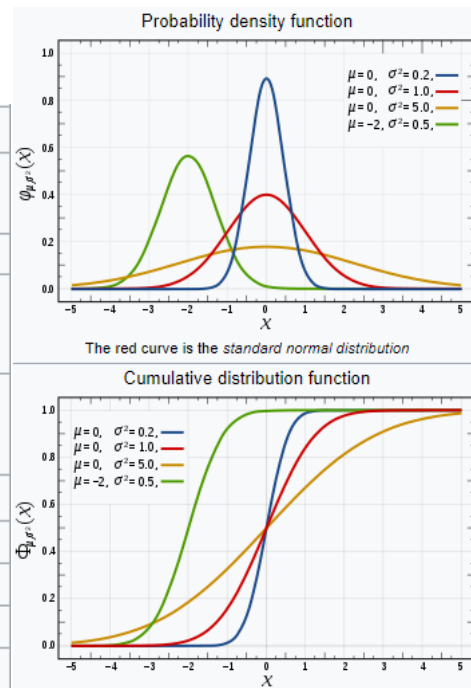 Probability density function
1.0
0.8
0.6
0.4
0.2
0.0
φμ,σ²(x)
μ=0, σ²=0.2,
μ=0, σ²=1.0,
μ=0, σ²=5.0,
μ=-2, σ²=0.5,
-5 -4 -3 -2 -1 0 1 2 3 4 5
x
The red curve is the standard normal distribution
Cumulative distribution function
1.0
0.8
0.6
0.4
0.2
0.0
Φμ,σ²(x)
μ=0, σ²=0.2,
μ=0, σ²=1.0,
μ=0, σ²=5.0,
μ=-2, σ²=0.5,
-5 -4 -3 -2 -1 0 1 2 3 4 5
x